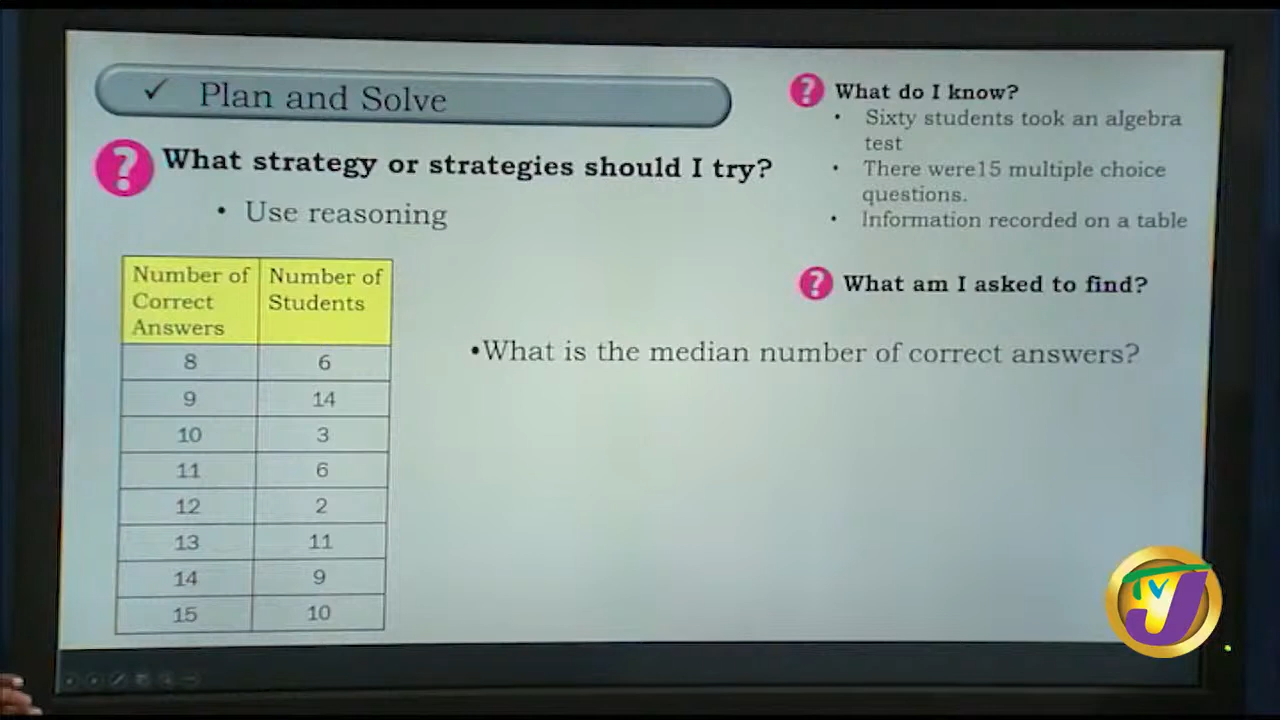 ✓ Plan and Solve
? What strategy or strategies should I try?
• Use reasoning
Number of Number of
Correct Students
Answers
8 6
9 14
10 3
11 6
12 2
13 11
14 9
15 10
? What do I know?
• Sixty students took an algebra
test
• There were15 multiple choice
questions.
• Information recorded on a table
? What am I asked to find?
•What is the median number of correct answers?
TVJ